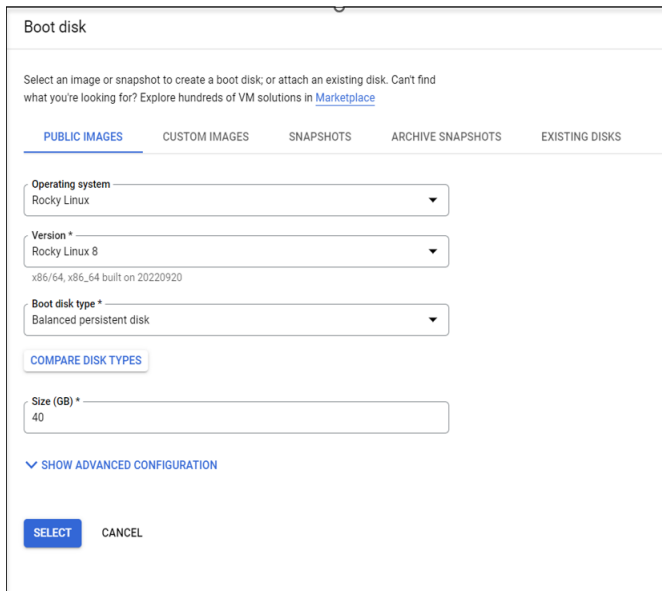 Boot disk
Select an image or snapshot to create a boot disk; or attach an existing disk. Can't find
what you're looking for? Explore hundreds of VM solutions in Marketplace
PUBLIC IMAGES CUSTOM IMAGES SNAPSHOTS ARCHIVE SNAPSHOTS EXISTING DISKS
Operating system
Rocky Linux
Version *
Rocky Linux 8
x86/64, x86_64 built on 20220920
Boot disk type *
Balanced persistent disk
COMPARE DISK TYPES
Size (GB) *
40
SHOW ADVANCED CONFIGURATION
SELECT CANCEL